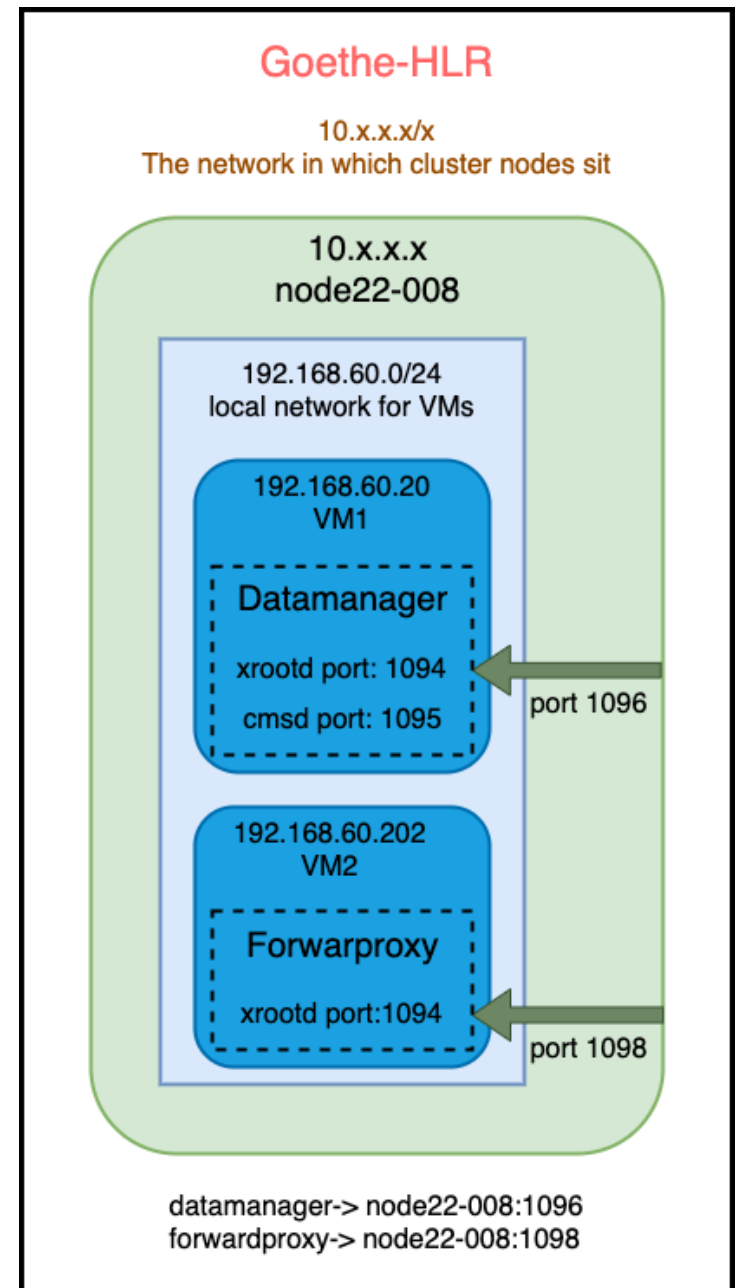 Goethe-HLR
10.x.x.x/x
The network in which cluster nodes sit
10.x.x.x
node22-008
192.168.60.0/24
local network for VMs
192.168.60.20
VM1
Datamanager
xrootd port: 1094
cmsd port: 1095
port 1096
192.168.60.202
VM2
Forwarproxy
xrootd port:1094
port 1098
datamanager-> node22-008:1096
forwardproxy-> node22-008:1098